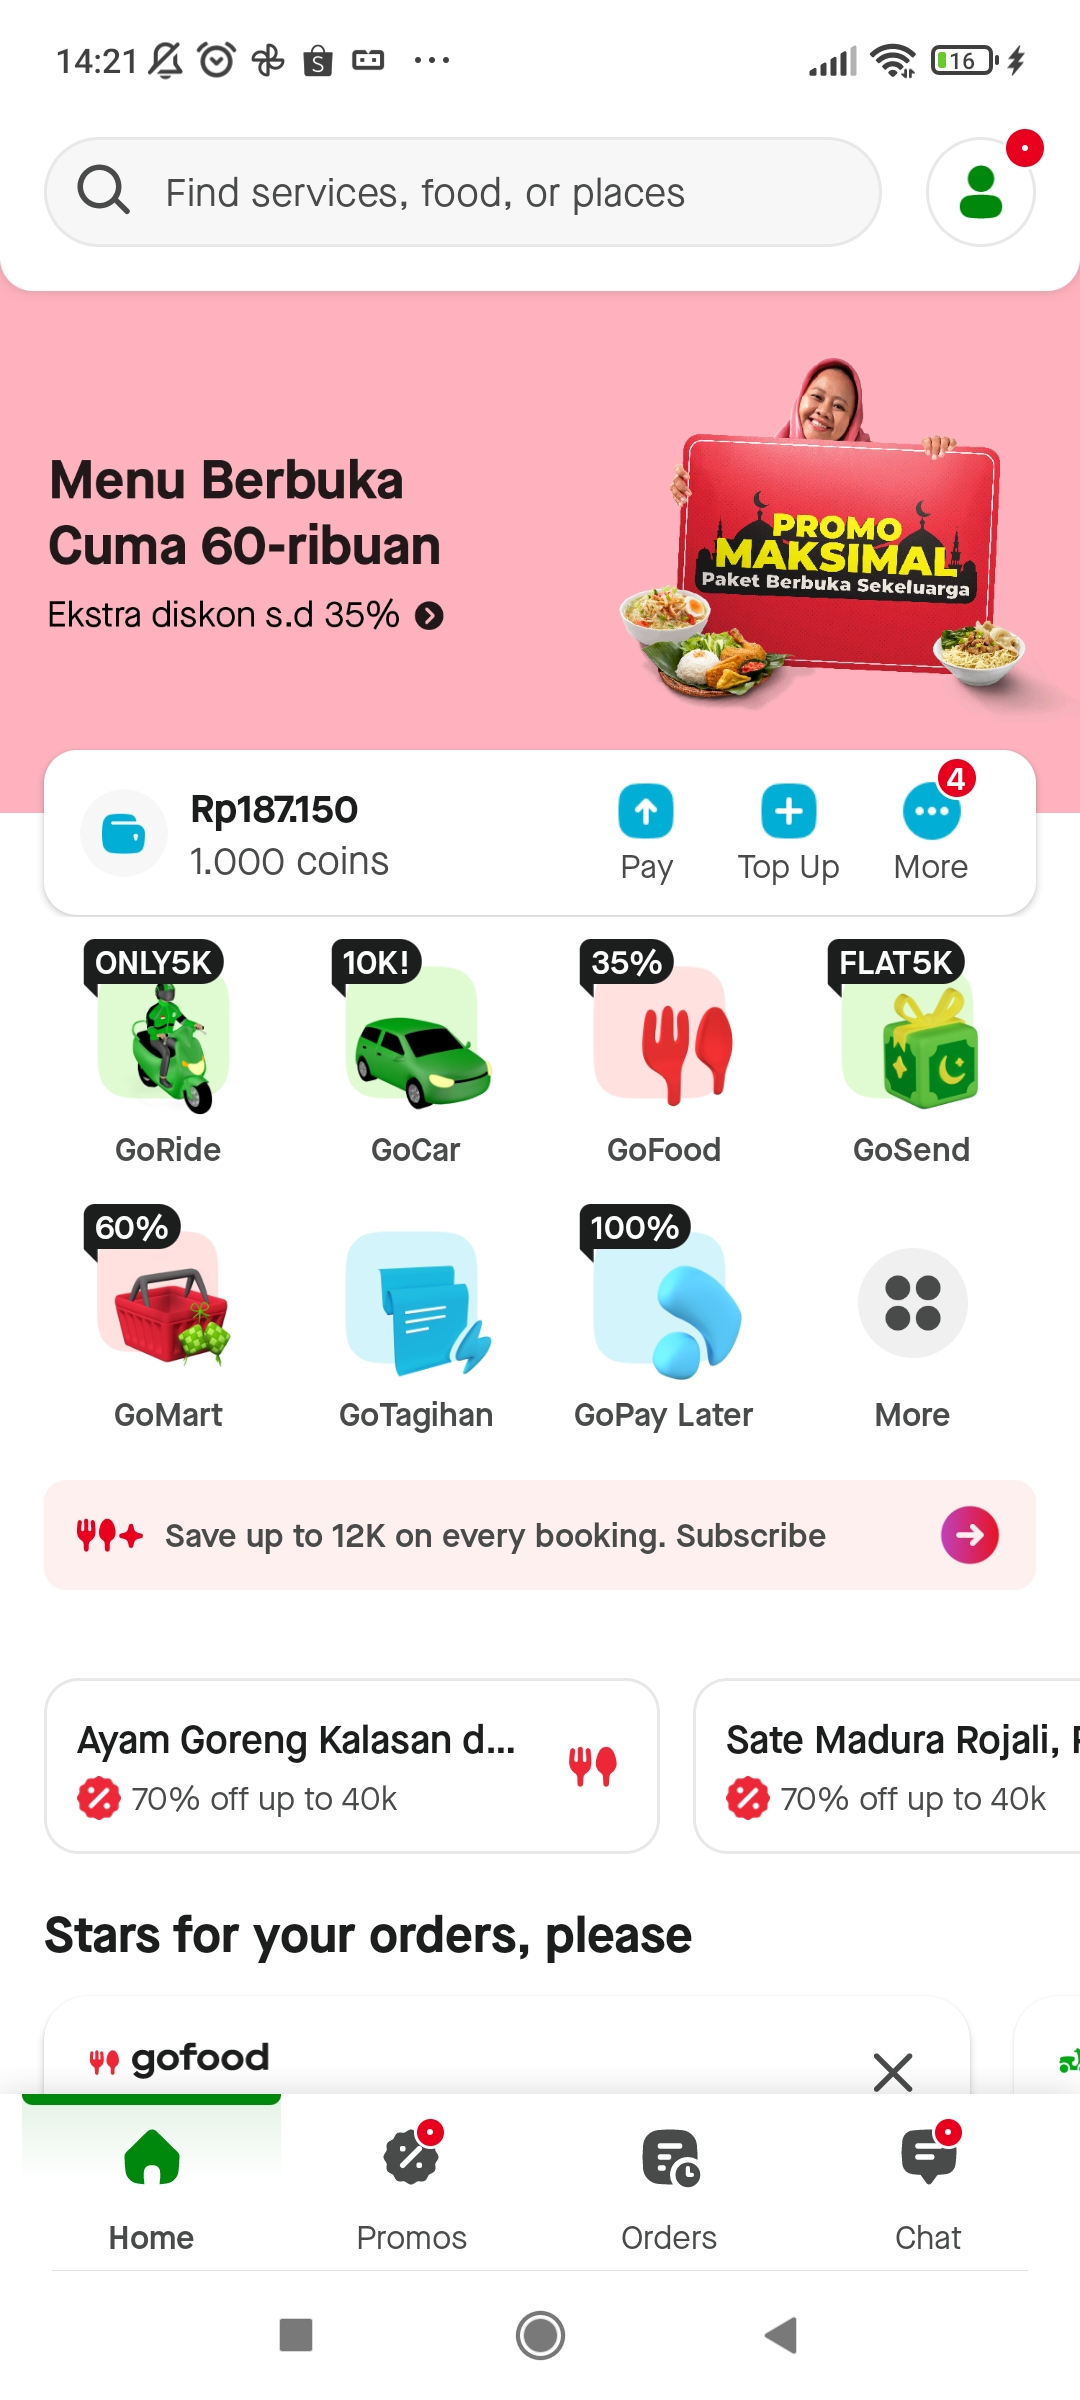 14:21
16
Find services, food, or places
Menu Berbuka
Cuma 60-ribuan
Ekstra diskon s.d 35%
PROMO
MAKSIMAL
Paket Berbuka Sekeluarga
Rp187.150
1.000 coins
Pay
Top Up
4
More
ONLY5K
10K!
35%
FLAT5K
GoRide
GoCar
GoFood
GoSend
60%
100%
GoMart
GoTagihan
GoPay Later
More
Save up to 12K on every booking. Subscribe
Ayam Goreng Kalasan d...
70% off up to 40k
Sate Madura Rojali,
70% off up to 40k
Stars for your orders, please
gofood
Home
Promos
Orders
Chat